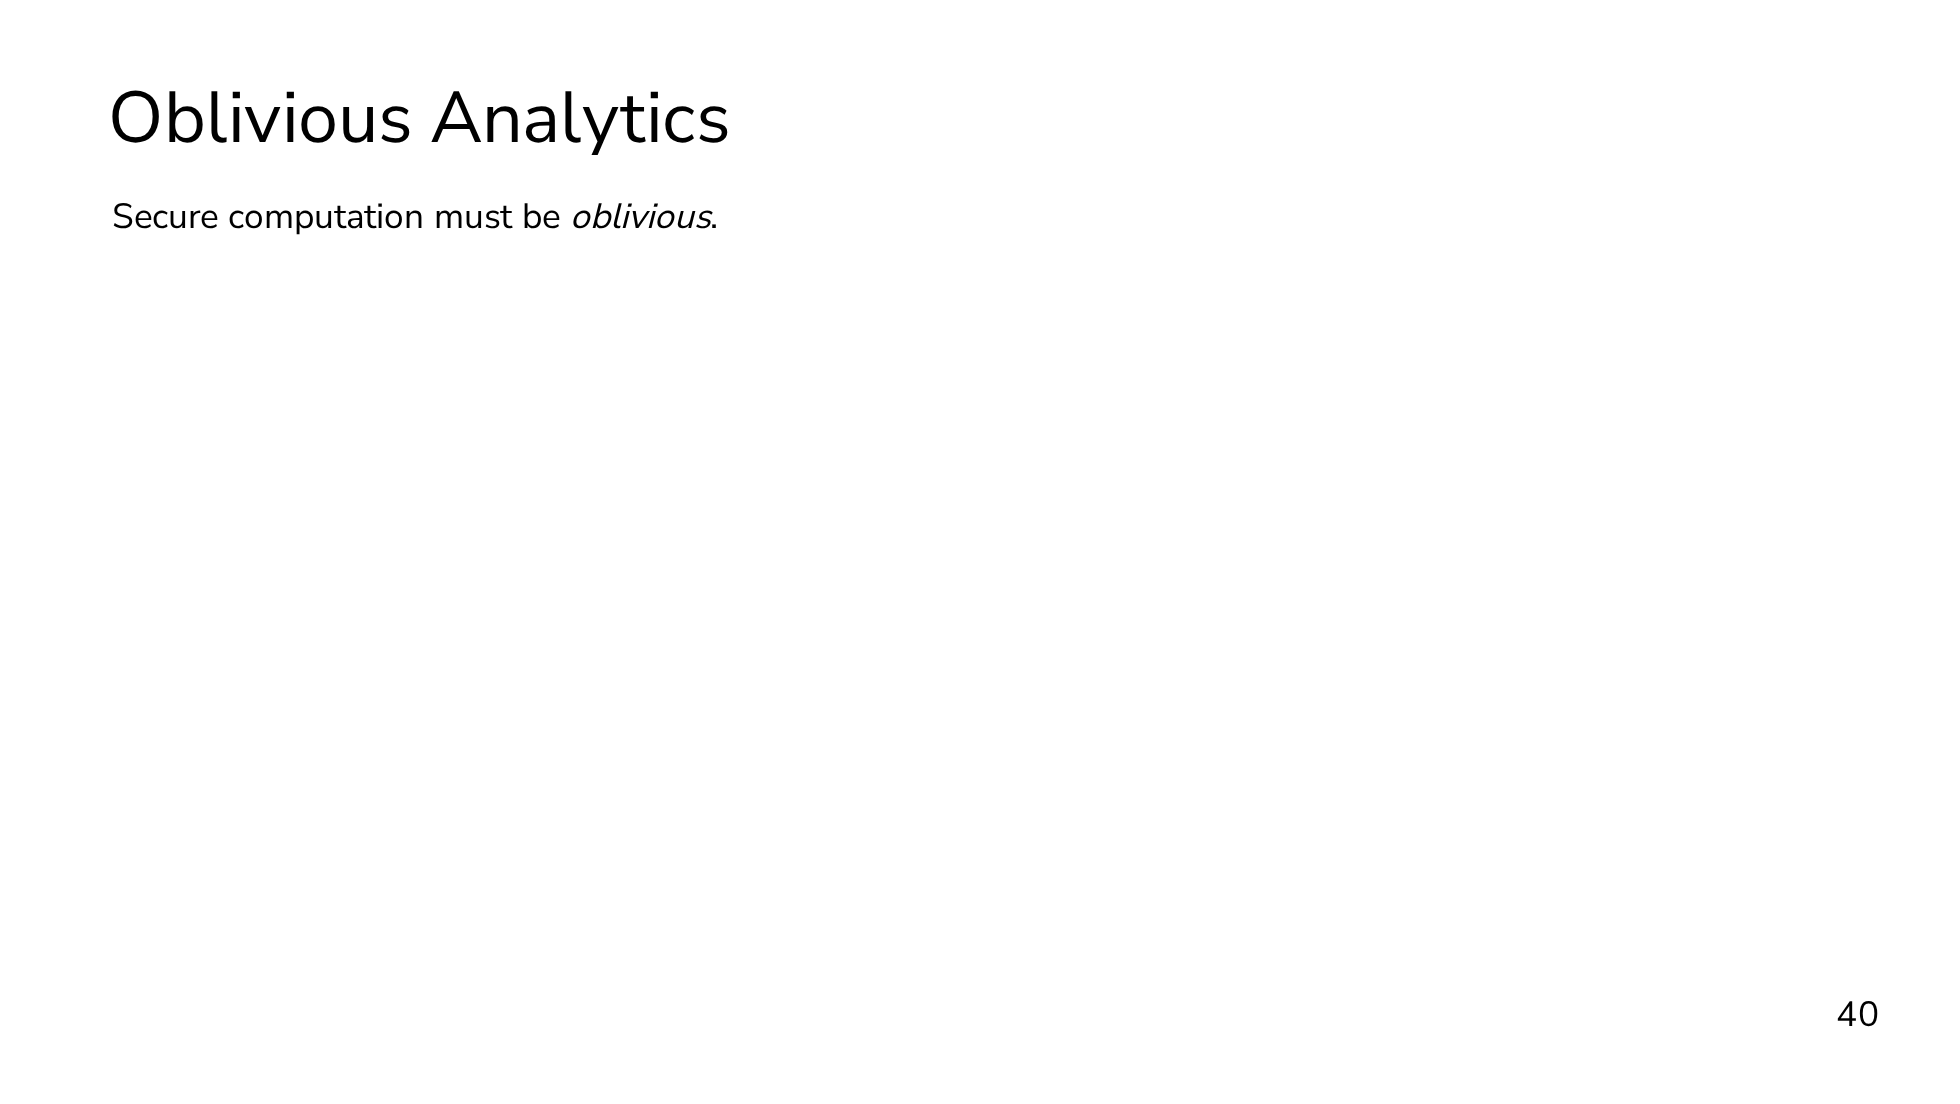 Oblivious Analytics
Secure computation must be oblivious.
40